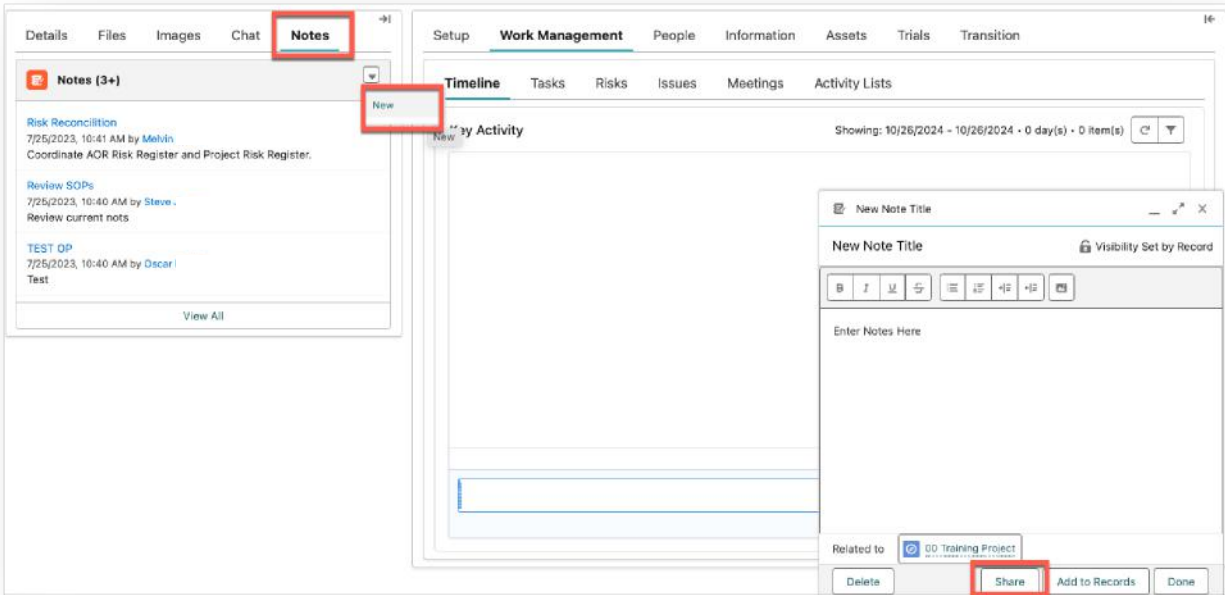 Details Files Images Chat Notes
Notes (3+)
New
Risk Reconcilition
7/25/2023, 10:41 AM by Melvin
Coordinate AOR Risk Register and Project Risk Register.
Review SOPs
7/25/2023, 10:40 AM by Steve .
Review current nots
TEST OP
7/25/2023, 10:40 AM by Oscar
Test
View All
Setup Work Management People Information Assets Trials Transition
Timeline Tasks Risks Issues Meetings Activity Lists
Key Activity
New
Showing: 10/26/2024 - 10/26/2024 • 0 day(s) • 0 item(s)
New Note Title
New Note Title Visibility Set by Record
B I U S
Enter Notes Here
Related to DD Training Project
Delete Share Add to Records Done